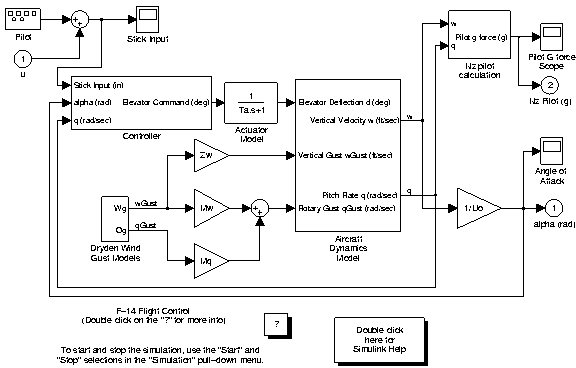 Pilot
1
u
+
+
Stick Input
Stick Input (in)
alpha (rad)
q (rad/sec)
Elevator Command (deg)
Controller
1
Ta.s+1
Actuator
Model
Zw
Mw
Mq
+
+
wGust
qGust
Wg
Qg
Dryden Wind
Gust Models
Elevator Deflection d (deg)
Vertical Velocity w (ft/sec)
Vertical Gust wGust (ft/sec)
Pitch Rate q (rad/sec)
Rotary Gust qGust (rad/sec)
Aircraft
Dynamics
Model
w
q
w
q
Pilot g force (g)
Nz pilot
calculation
Pilot G force
Scope
2
Nz Pilot (g)
Angle of
Attack
1/Uo
1
alpha (rad)
F-14 Flight Control
(Double click on the "?" for more info)
?
Double click
here for
Simulink Help
To start and stop the simulation, use the "Start" and
"Stop" selections in the "Simulation" pull-down menu.